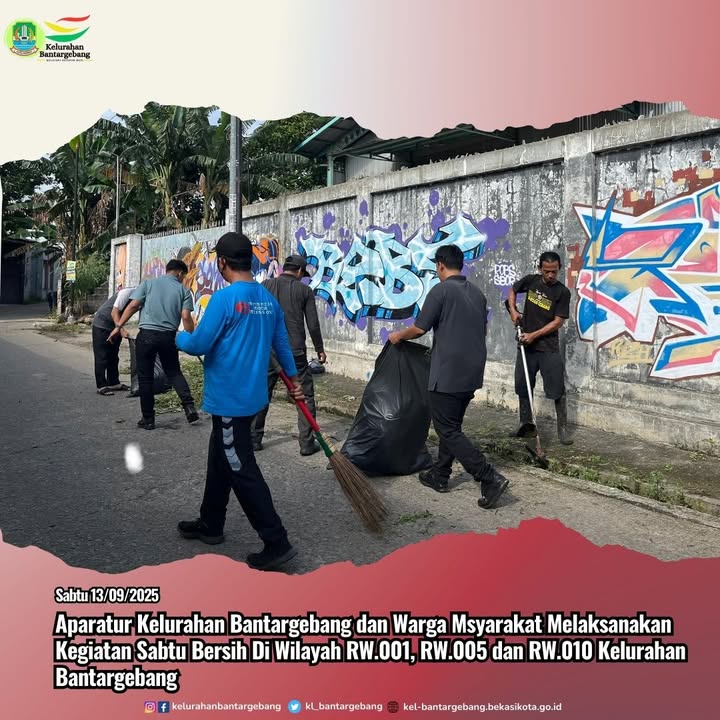 Kelurahan
Bantargebang
Sabtu 13/09/2025
Aparatur Kelurahan Bantargebang dan Warga Msyarakat Melaksanakan
Kegiatan Sabtu Bersih Di Wilayah RW.001, RW.005 dan RW.010 Kelurahan
Bantargebang
kelurahanbantargebang kl_bantargebang kel-bantargebang.bekasikota.go.id